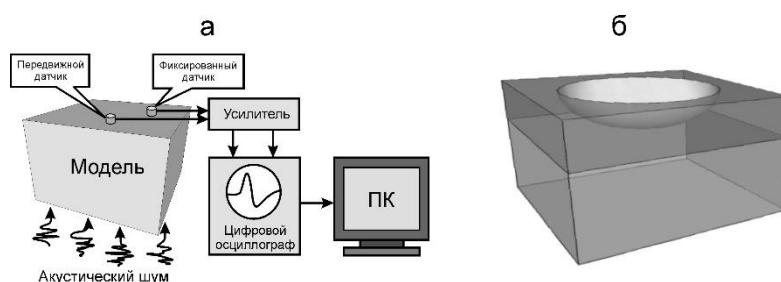 а
б
Передвижной
датчик
Фиксированный
датчик
Усилитель
Модель
Цифровой
осциллограф
ПК
Акустический шум